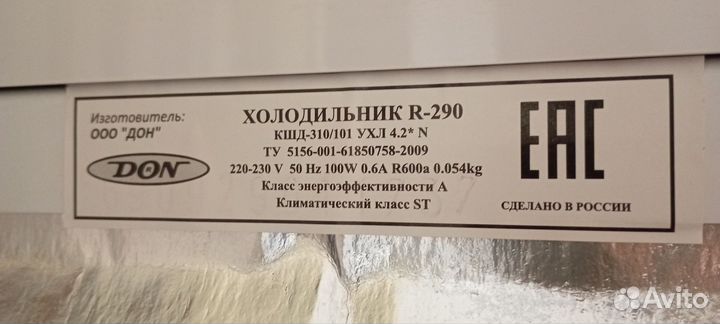 Изготовитель:
ООО "ДОН"
DON
ХОЛОДИЛЬНИК R-290
КШД-310/101 УХЛ 4.2* N
ТУ 5156-001-61850758-2009
220-230 V 50 Hz 100W 0.6A R600a 0.054kg
Класс энергоэффективности А
Климатический класс ST
ЕАС
СДЕЛАНО В РОССИИ
Avito